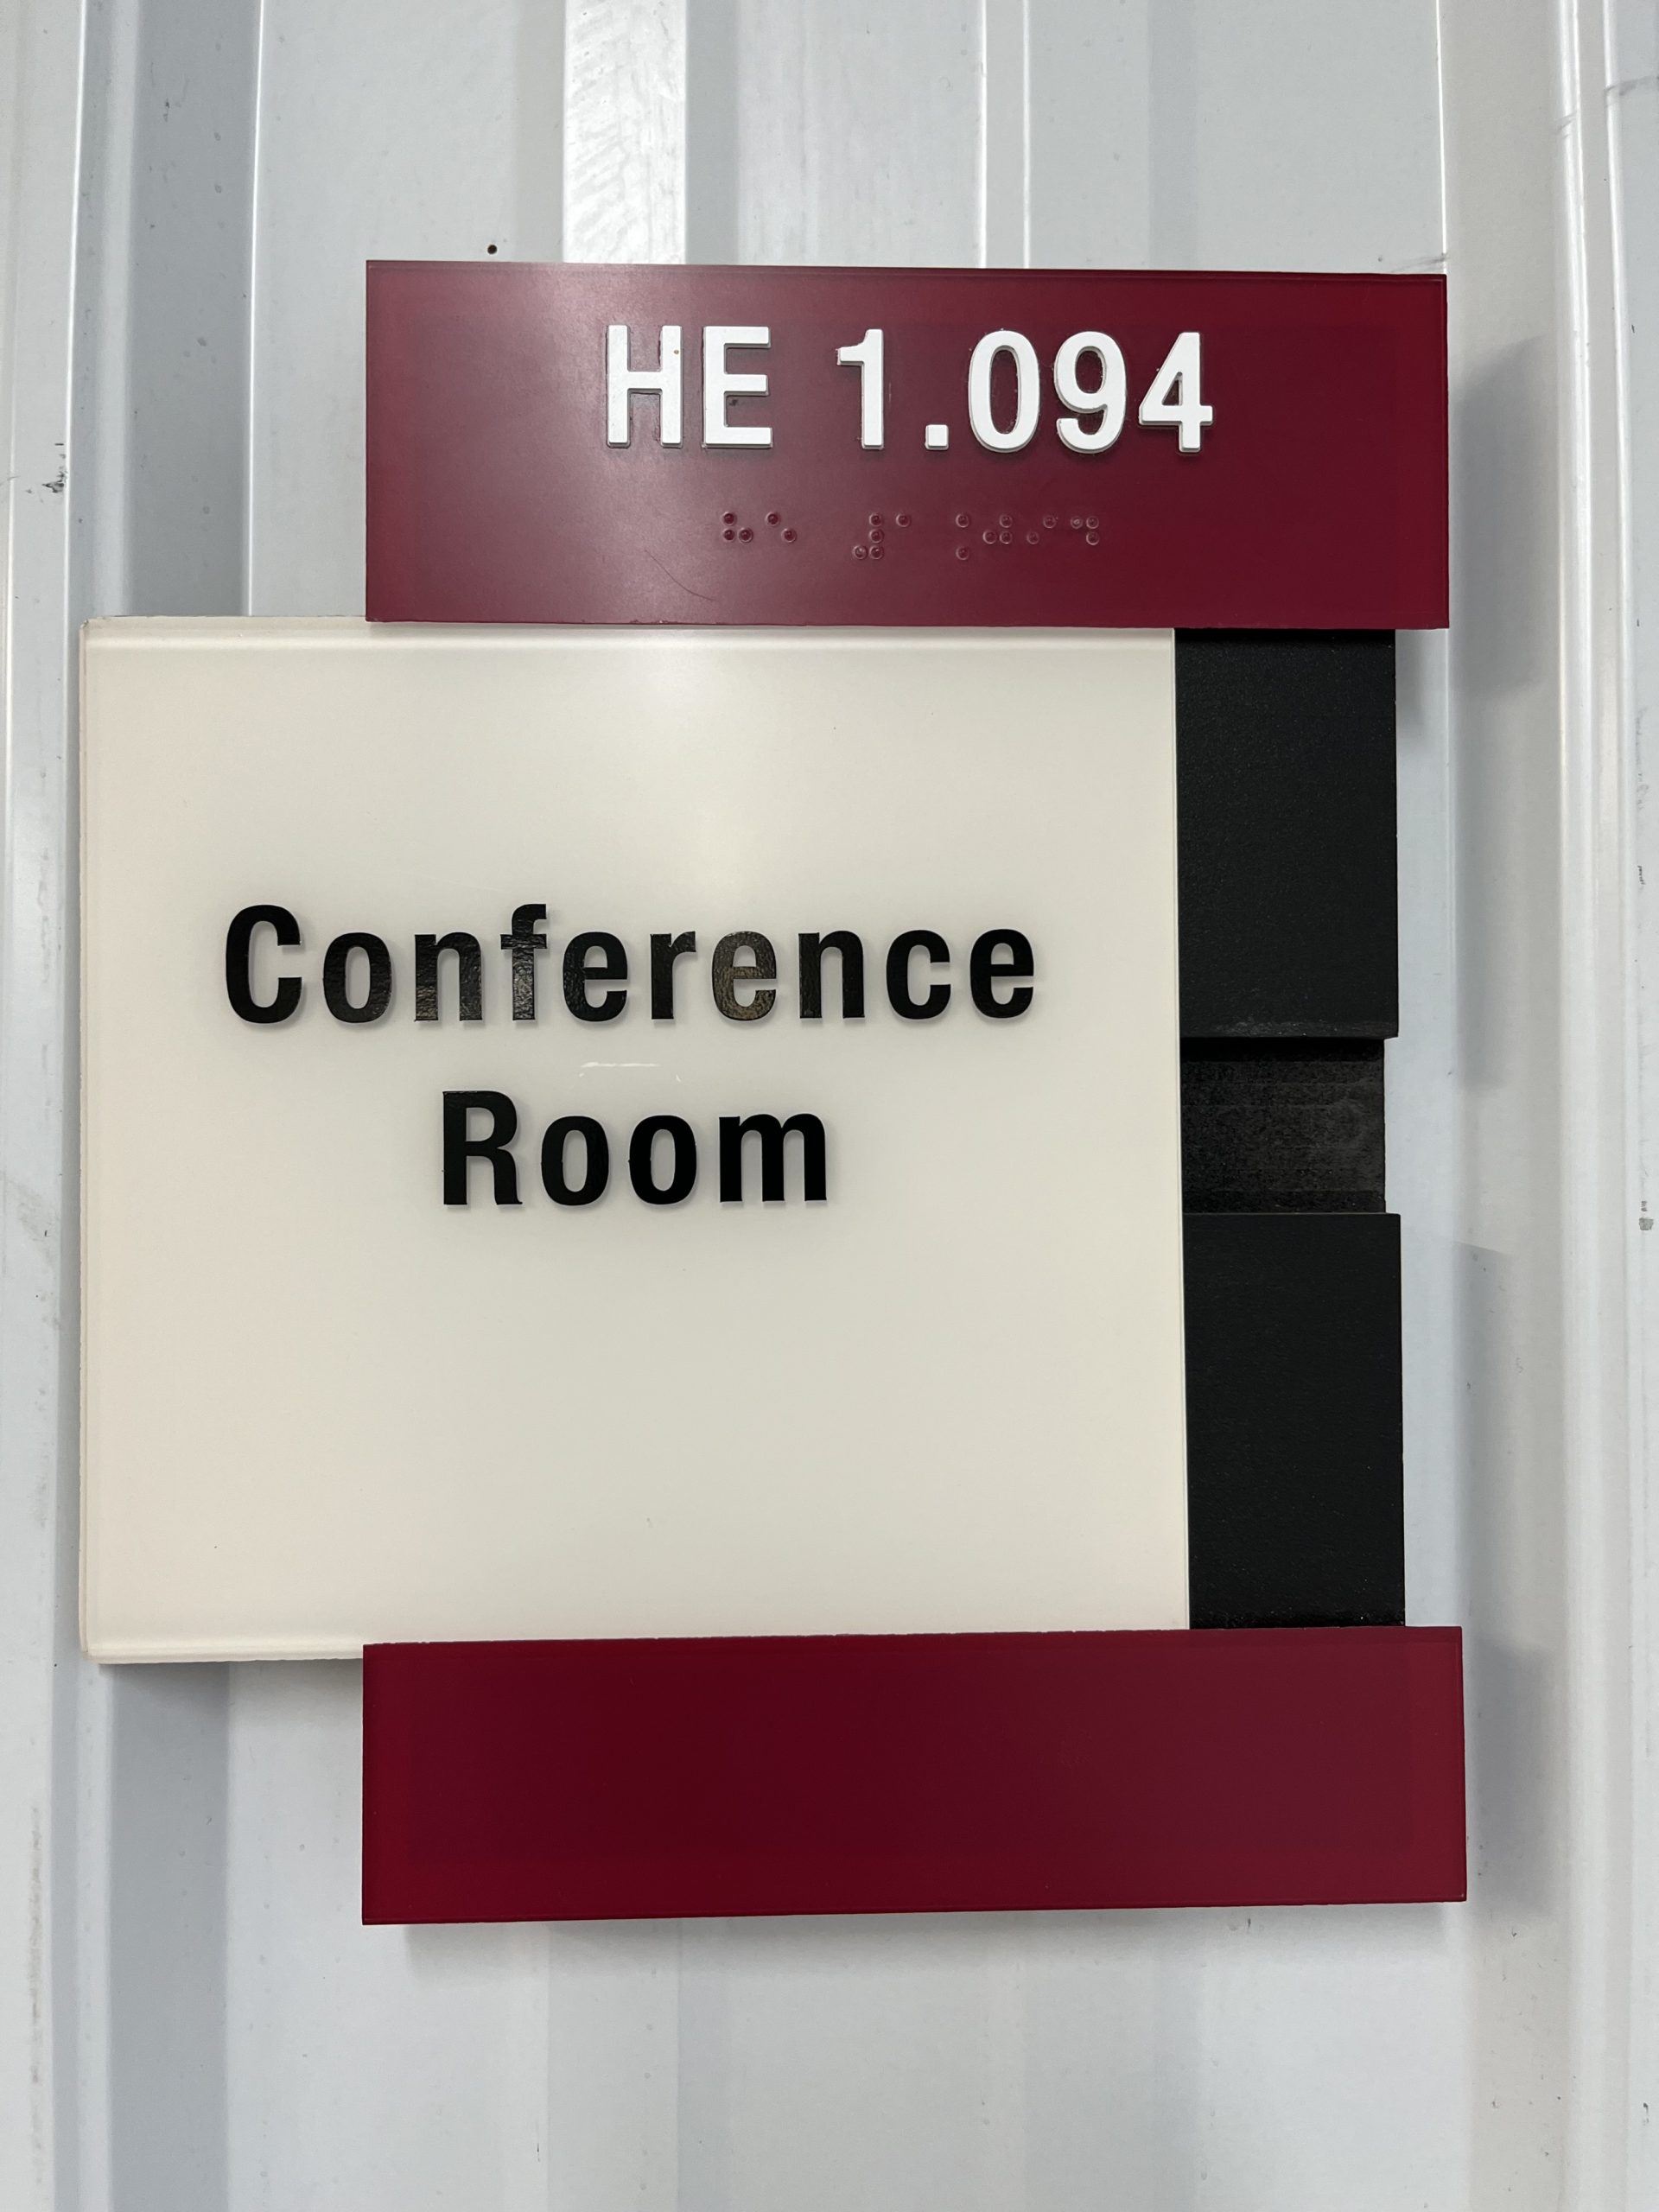 HE 1.094
⠓⠑ ⠼⠁ ⠨⠚⠊⠙
Conference
Room